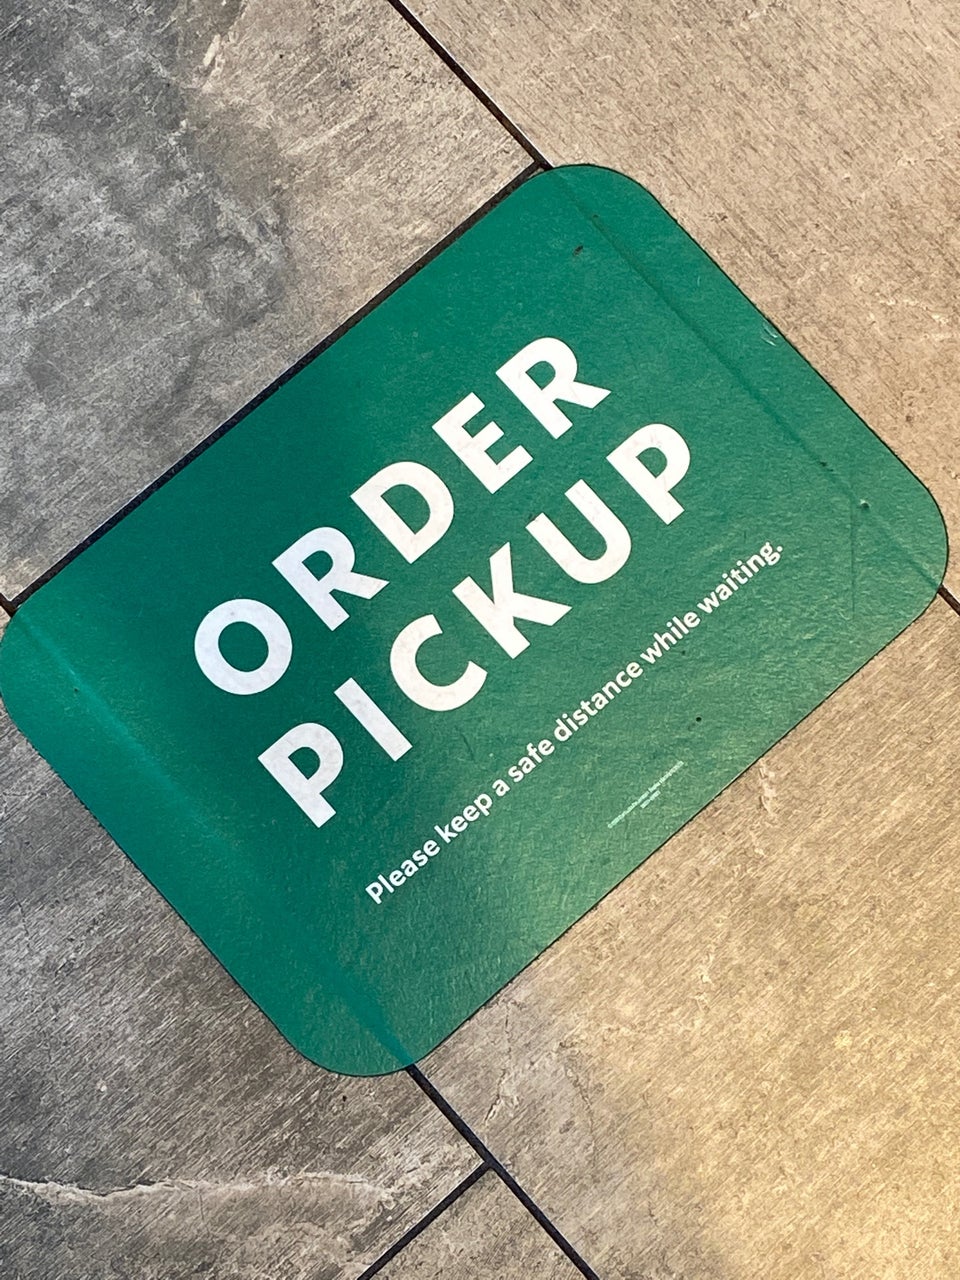 ORDER
PICKUP
Please keep a safe distance while waiting.